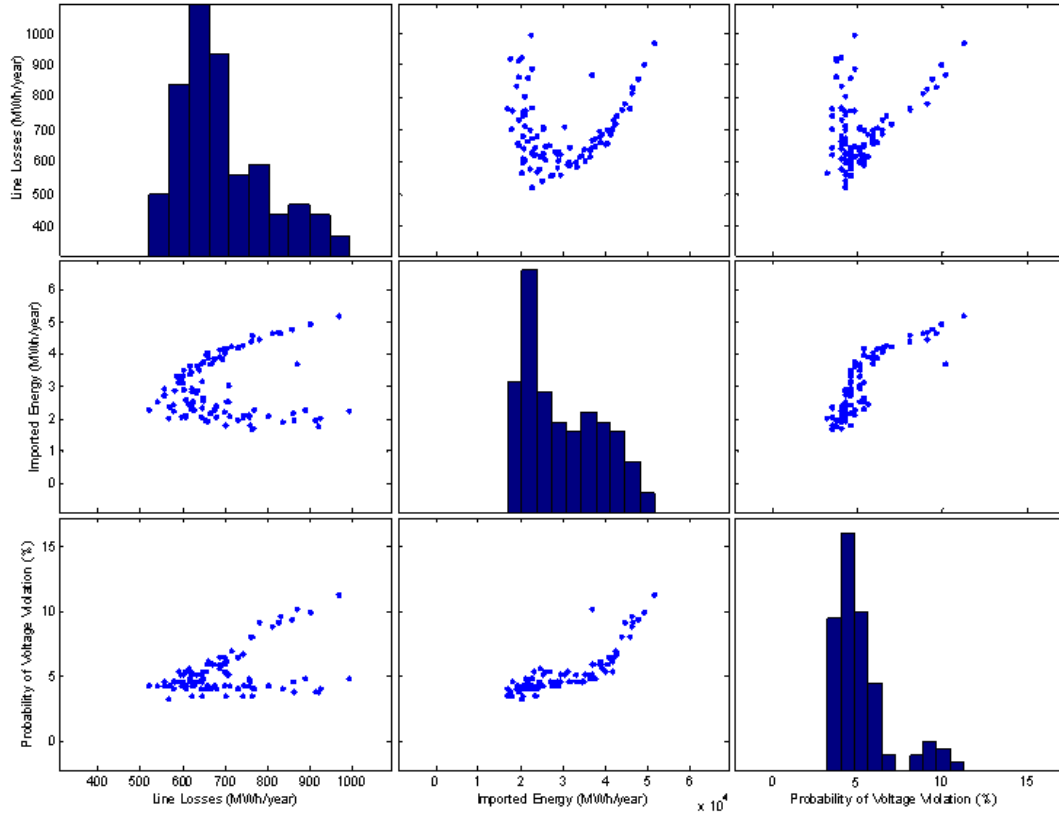 Line Losses (MWh/year)
1000
900
800
700
600
500
400
Imported Energy (MWh/year)
6
5
4
3
2
1
0
Probability of Voltage Violation (%)
15
10
5
0
400 500 600 700 800 900 1000
Line Losses (MWh/year)
0 1 2 3 4 5 6
Imported Energy (MWh/year)
x 10^4
0 5 10 15
Probability of Voltage Violation (%)